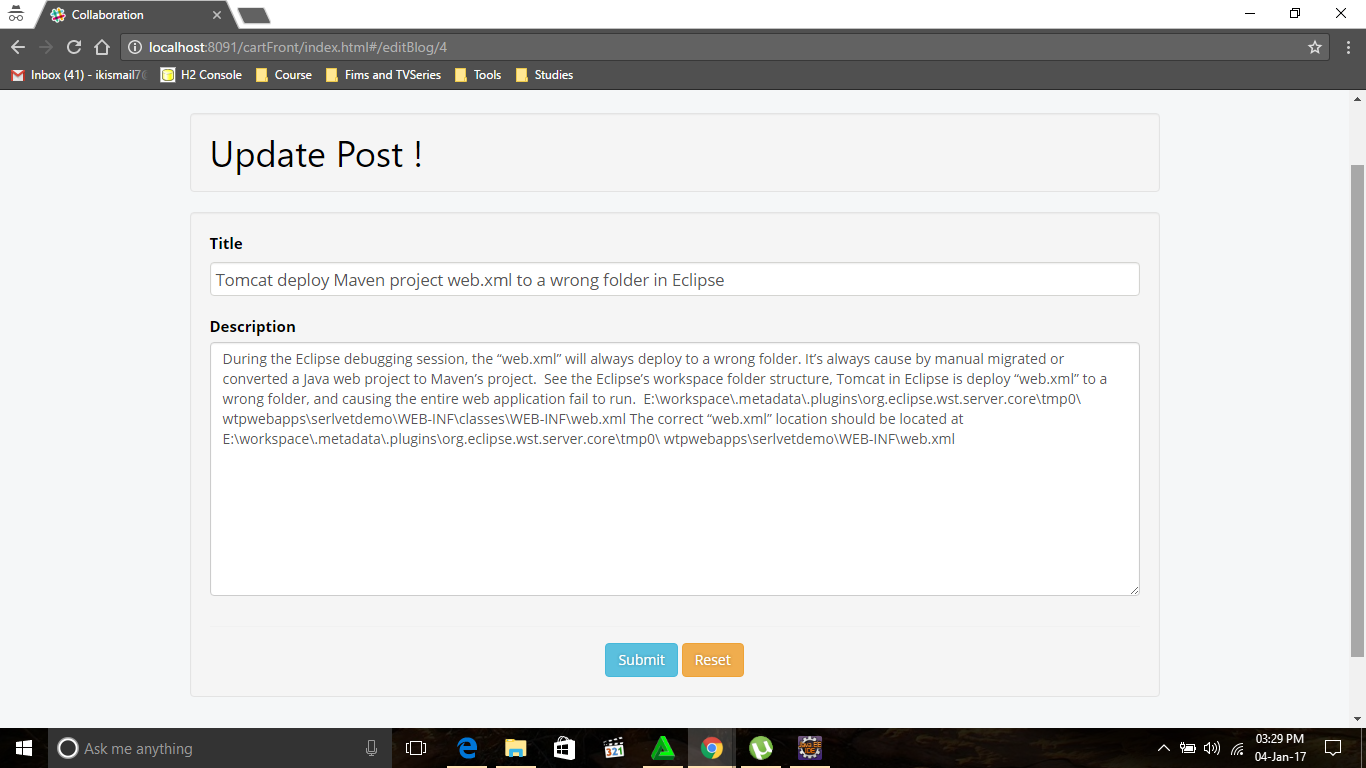 Collaboration
localhost:8091/cartFront/index.html#/editBlog/4
Inbox (41) - ikismail7
H2 Console
Course
Fims and TVSeries
Tools
Studies
Update Post !
Title
Tomcat deploy Maven project web.xml to a wrong folder in Eclipse
Description
During the Eclipse debugging session, the “web.xml” will always deploy to a wrong folder. It’s always cause by manual migrated or
converted a Java web project to Maven’s project.  See the Eclipse’s workspace folder structure, Tomcat in Eclipse is deploy “web.xml” to a
wrong folder, and causing the entire web application fail to run.  E:\workspace\.metadata\.plugins\org.eclipse.wst.server.core\tmp0\
wtpwebapps\serlvetdemo\WEB-INF\classes\WEB-INF\web.xml The correct “web.xml” location should be located at
E:\workspace\.metadata\.plugins\org.eclipse.wst.server.core\tmp0\ wtpwebapps\serlvetdemo\WEB-INF\web.xml
Submit
Reset
Ask me anything
321
03:29 PM
04-Jan-17